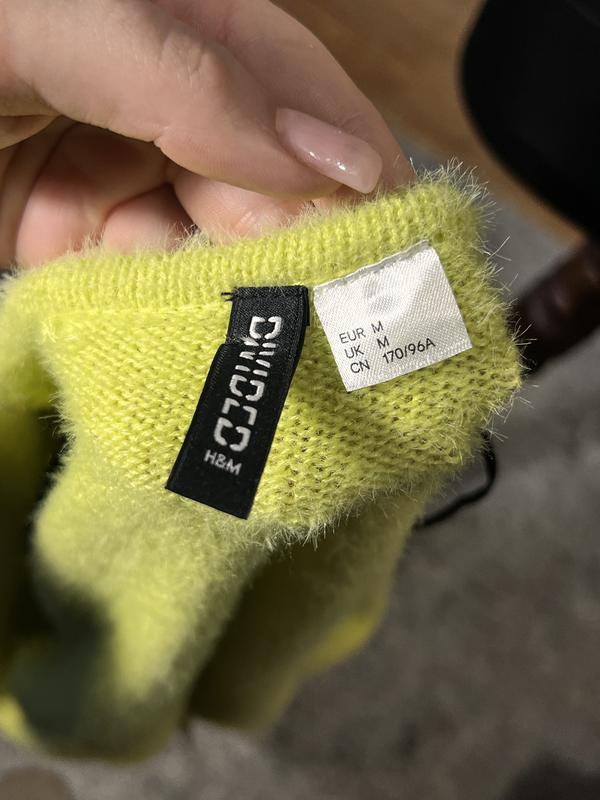 DIVIDED
H&M
EUR M
UK M
CN 170/96A